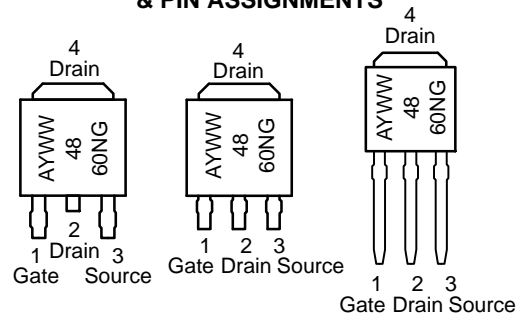 & PIN ASSIGNMENTS
4
Drain
AYWW
48
60NG
1
Gate
2
Drain
3
Source
4
Drain
AYWW
48
60NG
1 2 3
Gate Drain Source
4
Drain
AYWW
48
60NG
1 2 3
Gate Drain Source